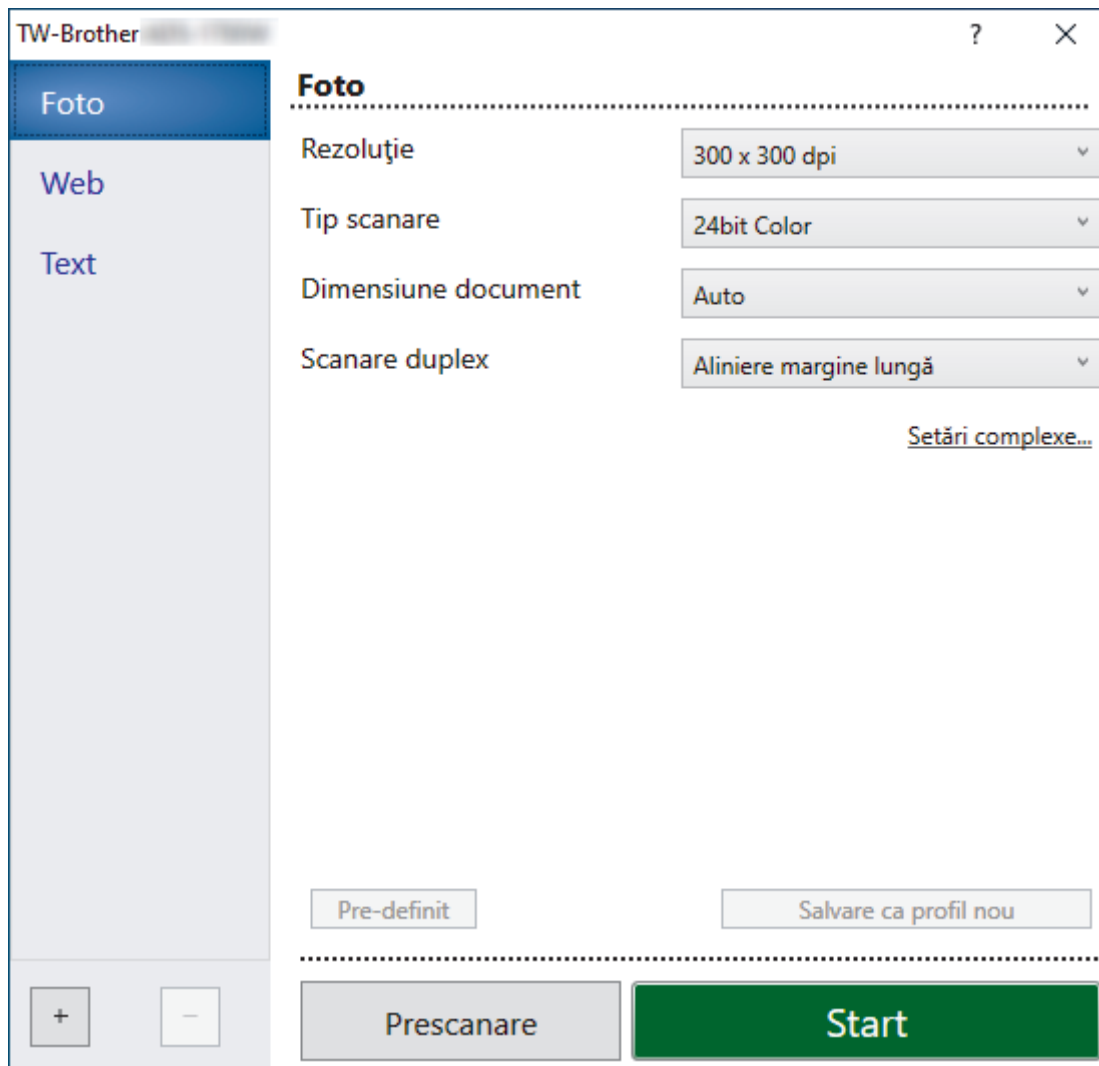 TW-Brother
?
Foto
Web
Text
Foto
Rezoluţie
300 x 300 dpi
Tip scanare
24bit Color
Dimensiune document
Auto
Scanare duplex
Aliniere margine lungă
Setări complexe...
Pre-definit
Salvare ca profil nou
+
−
Prescanare
Start